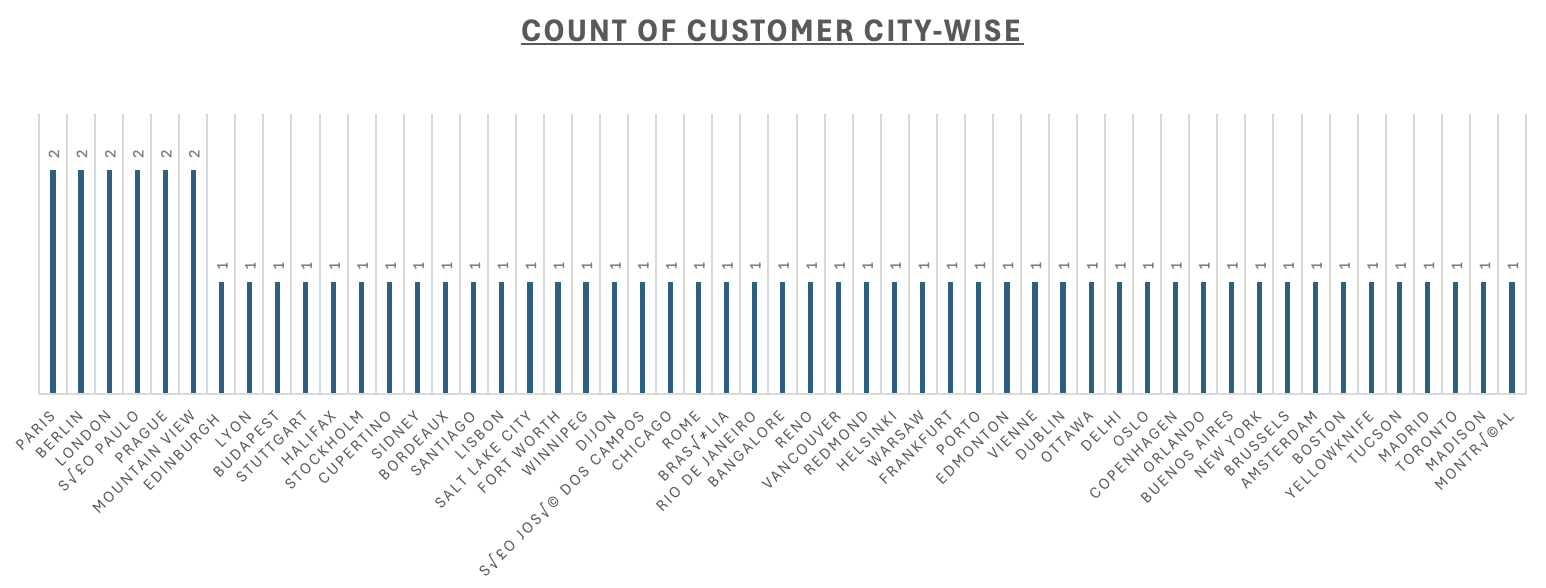 COUNT OF CUSTOMER CITY-WISE
2 2 2 2 2 2 1 1 1 1 1 1 1 1 1 1 1 1 1 1 1 1 1 1 1 1 1 1 1 1 1 1 1 1 1 1 1 1 1 1 1 1 1 1 1 1 1 1 1 1 1 1 1
PARIS
BERLIN
LONDON
S√£O PAULO
PRAGUE
MOUNTAIN VIEW
EDINBURGH
LYON
BUDAPEST
STUTTGART
HALIFAX
STOCKHOLM
CUPERTINO
SIDNEY
BORDEAUX
SANTIAGO
LISBON
SALT LAKE CITY
FORT WORTH
WINNIPEG
DIJON
S√£O JOS√© DOS CAMPOS
CHICAGO
ROME
BRAS√≠LIA
RIO DE JANEIRO
BANGALORE
RENO
VANCOUVER
REDMOND
HELSINKI
WARSAW
FRANKFURT
PORTO
EDMONTON
VIENNE
DUBLIN
OTTAWA
DELHI
OSLO
COPENHAGEN
ORLANDO
BUENOS AIRES
NEW YORK
BRUSSELS
AMSTERDAM
BOSTON
YELLOWKNIFE
TUCSON
MADRID
TORONTO
MADISON
MONTR√©AL